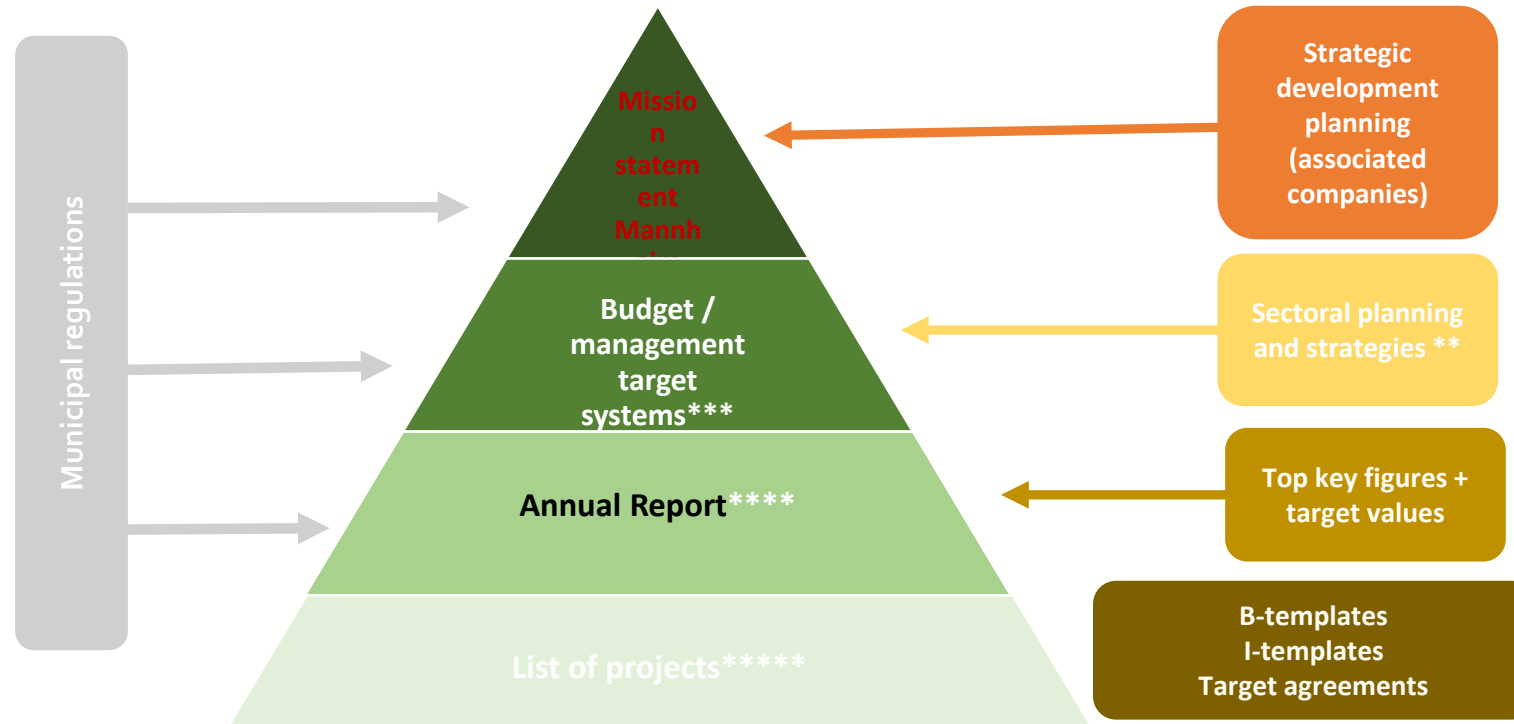 Municipal regulations
Missio
n
statem
ent
Mannh
Budget /
management
target
systems***
Annual Report****
List of projects*****
Strategic
development
planning
(associated
companies)
Sectoral planning
and strategies **
Top key figures +
target values
B-templates
I-templates
Target agreements